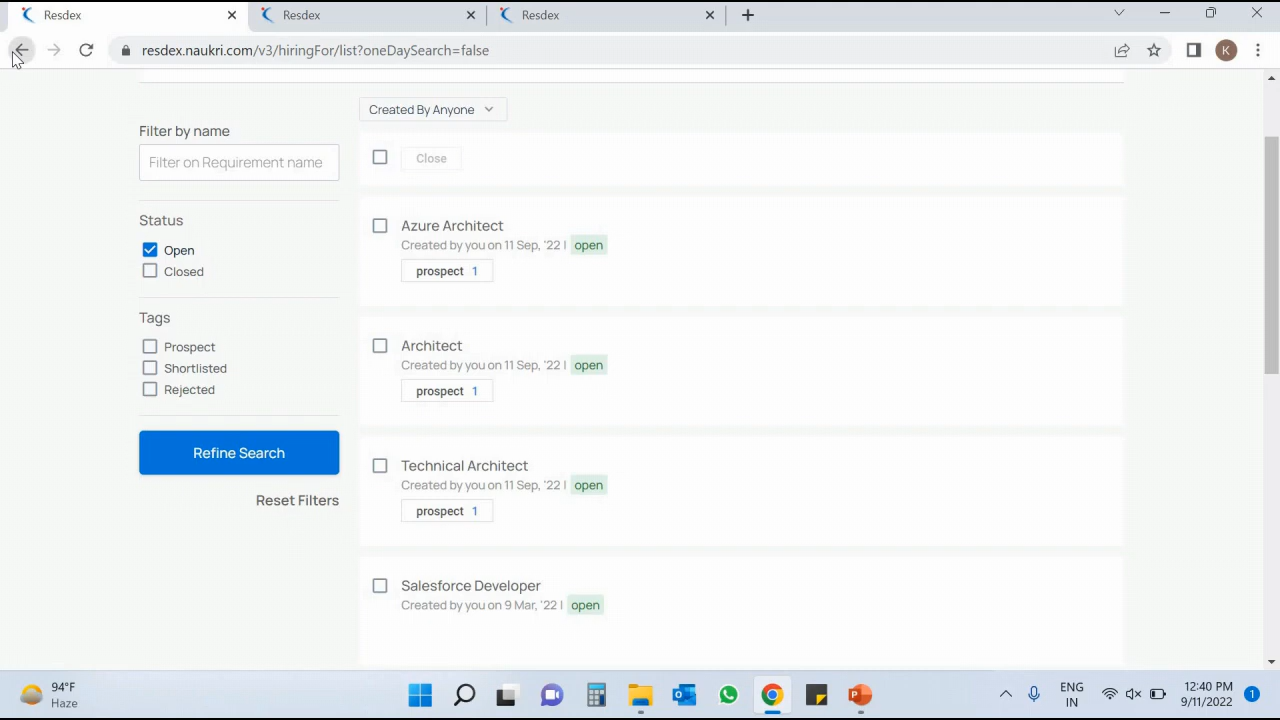 Resdex
Resdex
Resdex
resdex.naukri.com/v3/hiringFor/list?oneDaySearch=false
K
Created By Anyone
Filter by name
Filter on Requirement name
Close
Status
Open
Closed
Azure Architect
Created by you on 11 Sep, '22 | open
prospect 1
Tags
Prospect
Shortlisted
Rejected
Architect
Created by you on 11 Sep, '22 | open
prospect 1
Refine Search
Reset Filters
Technical Architect
Created by you on 11 Sep, '22 | open
prospect 1
Salesforce Developer
Created by you on 9 Mar, '22 | open
94°F
Haze
ENG
IN
12:40 PM
9/11/2022
1